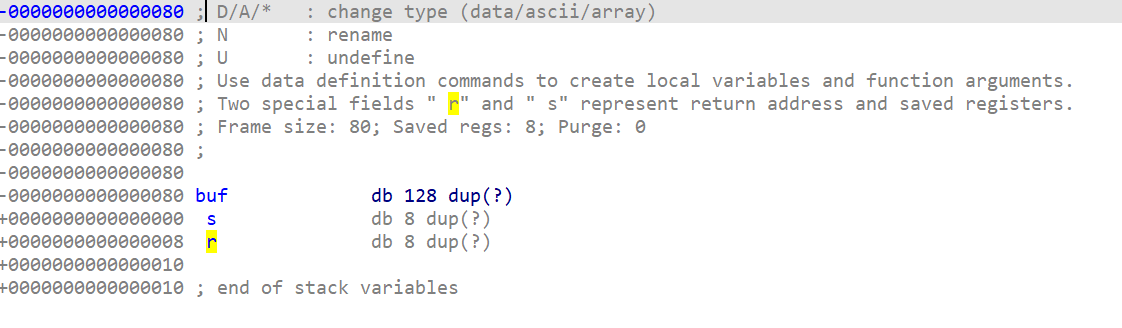 -0000000000000080 ; D/A/* : change type (data/ascii/array)
-0000000000000080 ; N : rename
-0000000000000080 ; U : undefine
-0000000000000080 ; Use data definition commands to create local variables and function arguments.
-0000000000000080 ; Two special fields " r" and " s" represent return address and saved registers.
-0000000000000080 ; Frame size: 80; Saved regs: 8; Purge: 0
-0000000000000080 ;
-0000000000000080
-0000000000000080 buf db 128 dup(?)
+0000000000000000 s db 8 dup(?)
+0000000000000008 r db 8 dup(?)
+0000000000000010
+0000000000000010 ; end of stack variables